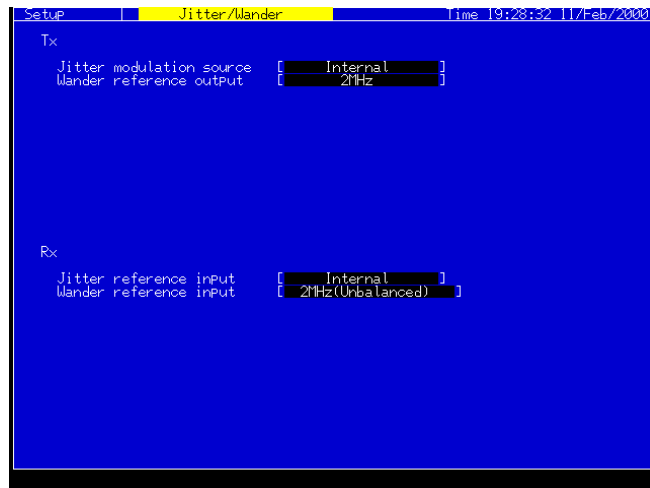 Setup | Jitter/Wander Time 19:28:32 11/Feb/2000
Tx
Jitter modulation source [ Internal ]
Wander reference output [ 2MHz ]
Rx
Jitter reference input [ Internal ]
Wander reference input [ 2MHz(Unbalanced) ]